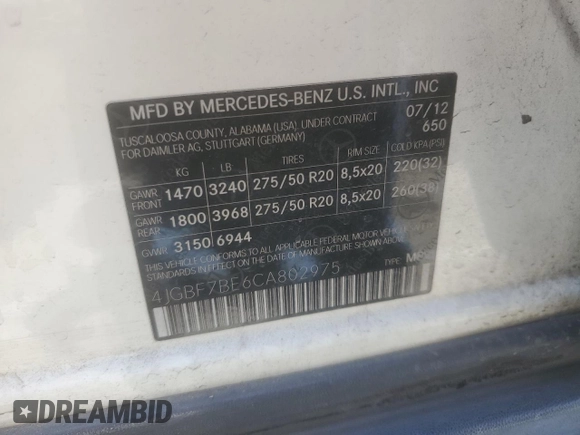 MFD BY MERCEDES-BENZ U.S. INTL., INC
TUSCALOOSA COUNTY, ALABAMA (USA), UNDER CONTRACT 07/12
FOR DAIMLER AG, STUTTGART (GERMANY) 650
KG LB TIRES RIM SIZE COLD KPA(PSI)
GAWR FRONT 1470 3240 275/50 R20 8,5x20 220(32)
GAWR REAR 1800 3968 275/50 R20 8,5x20 260(38)
GVWR 3150 6944
THIS VEHICLE CONFORMS TO ALL APPLICABLE FEDERAL MOTOR VEHICLE
STANDARDS IN EFFECT ON THE DATE OF MANUFACTURE
4JGBF7BE6CA802975 TYPE:
DREAMBID